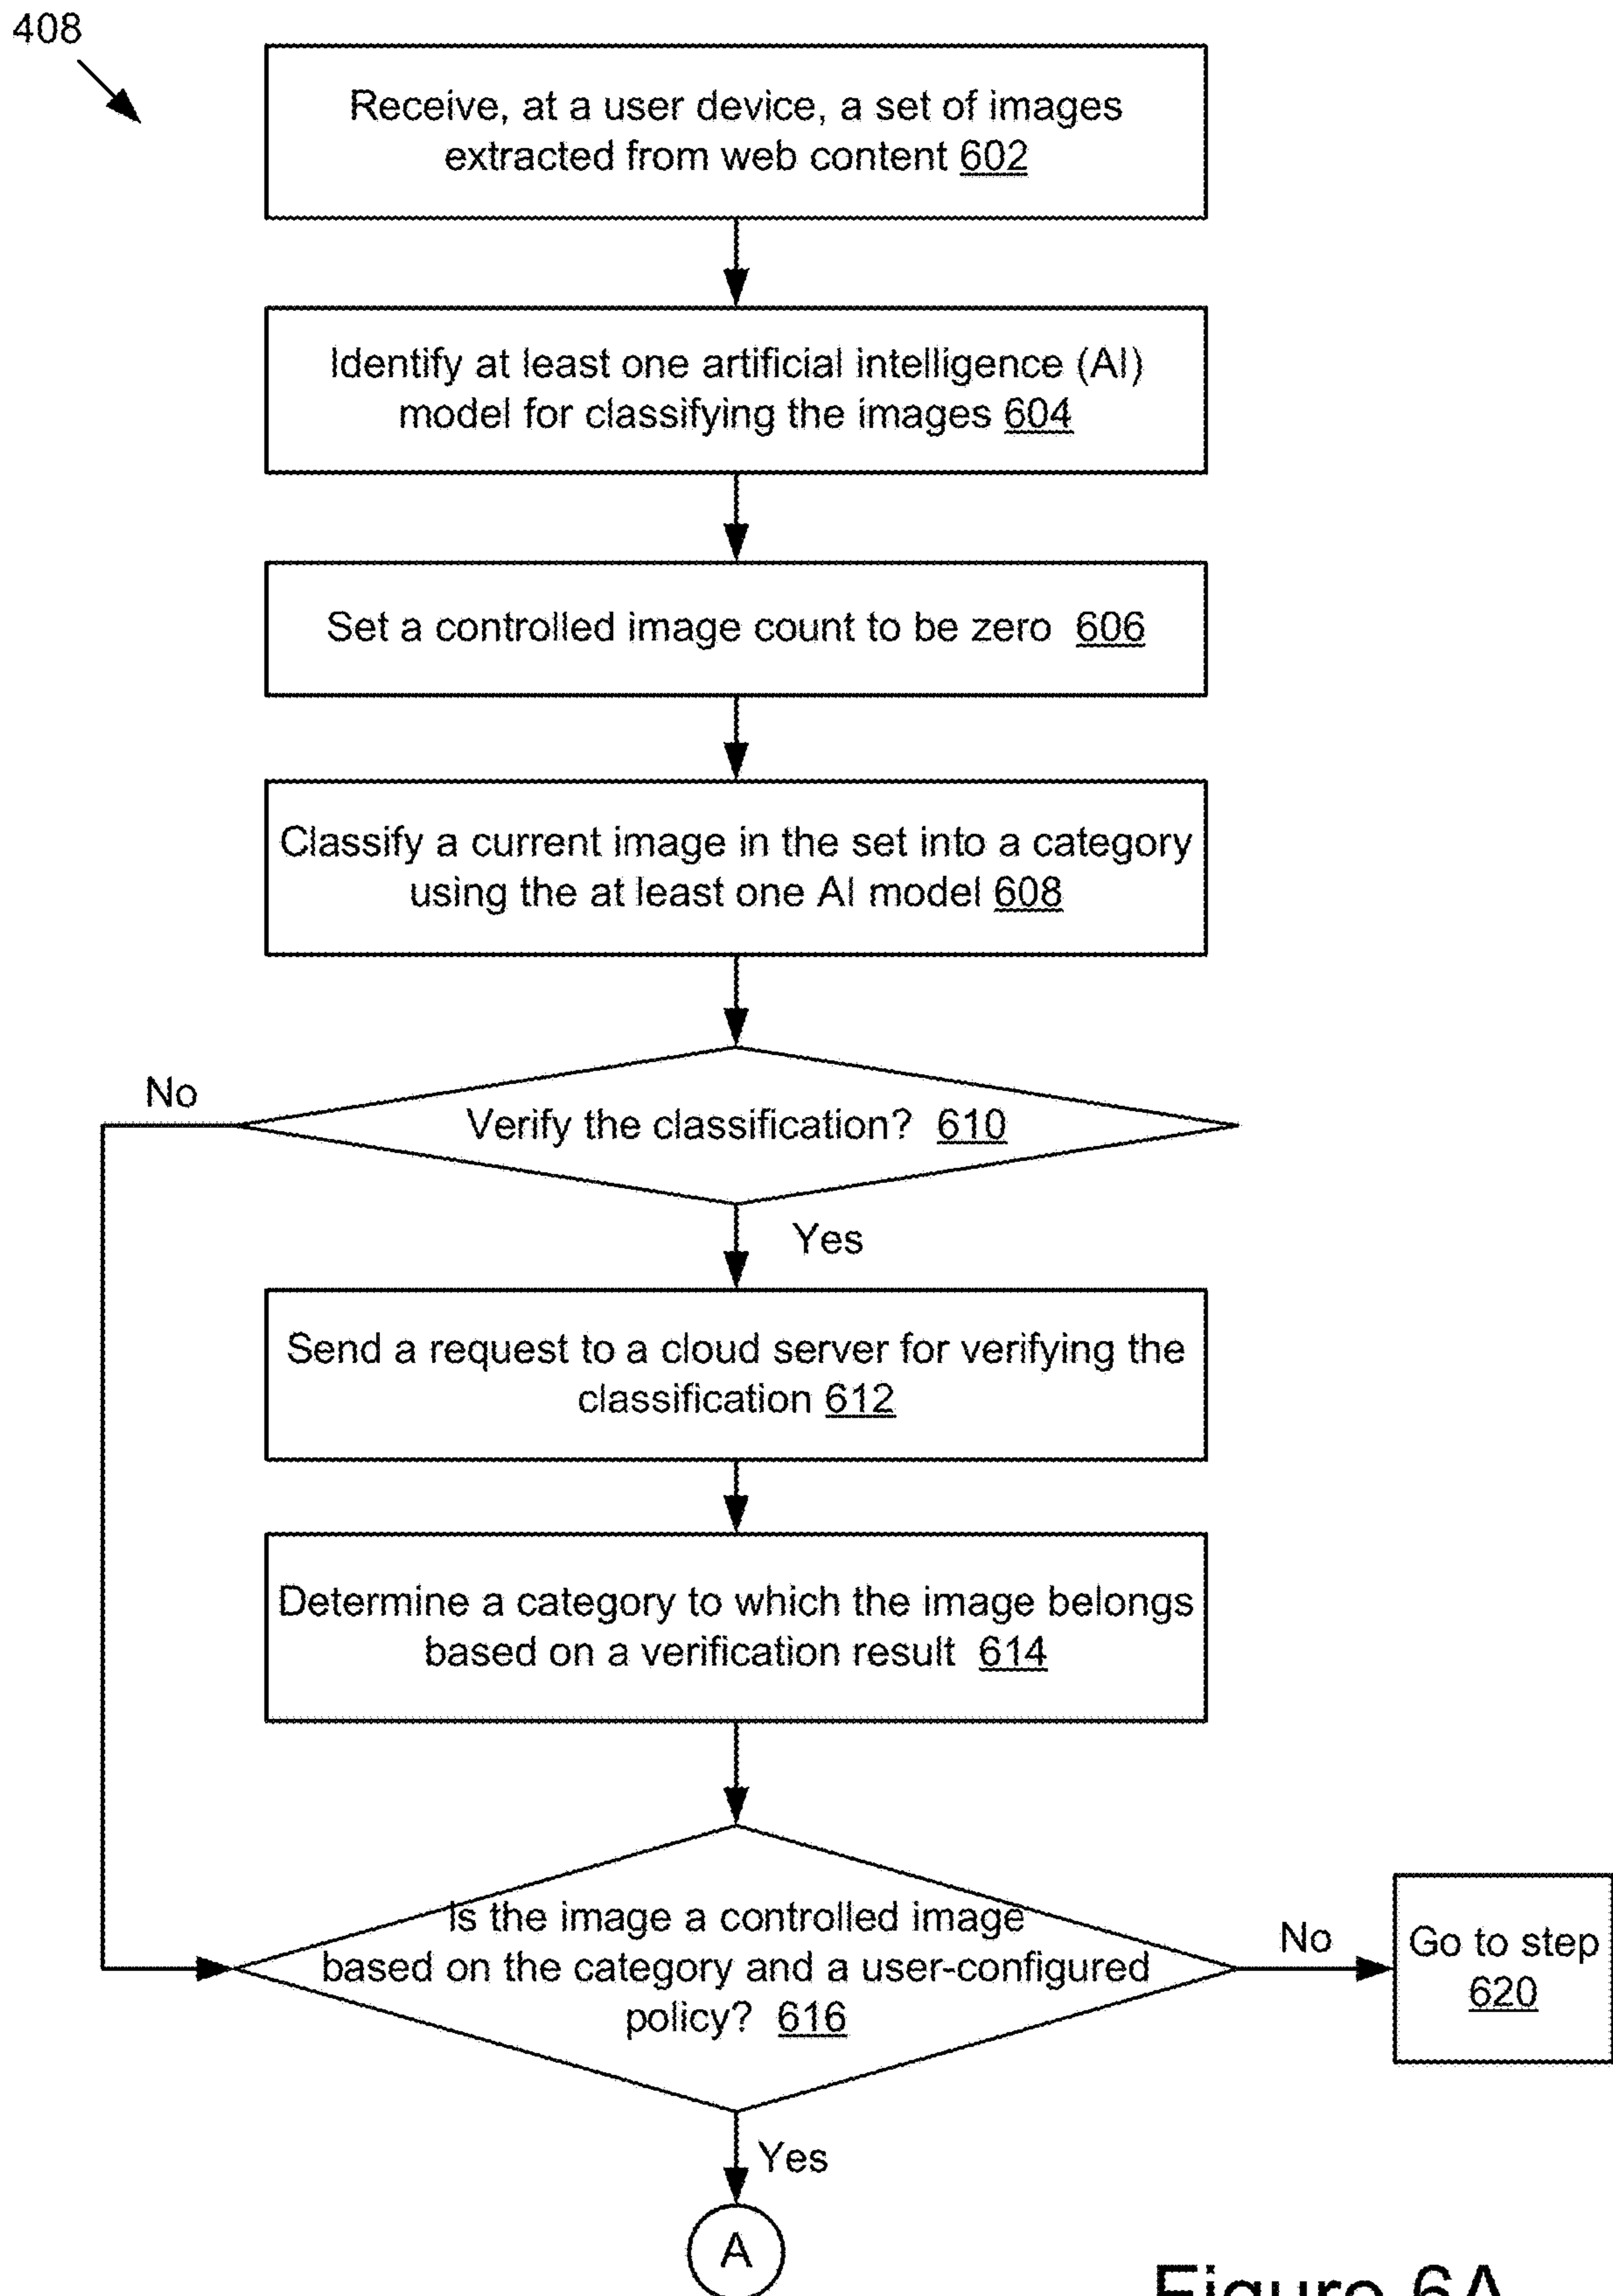 408
Receive, at a user device, a set of images
extracted from web content 602
Identify at least one artificial intelligence (AI)
model for classifying the images 604
Set a controlled image count to be zero 606
Classify a current image in the set into a category
using the at least one AI model 608
No
Verify the classification? 610
Yes
Send a request to a cloud server for verifying the
classification 612
Determine a category to which the image belongs
based on a verification result 614
Is the image a controlled image
based on the category and a user-configured
policy? 616
No
Go to step
620
Yes
A
Figure 6A